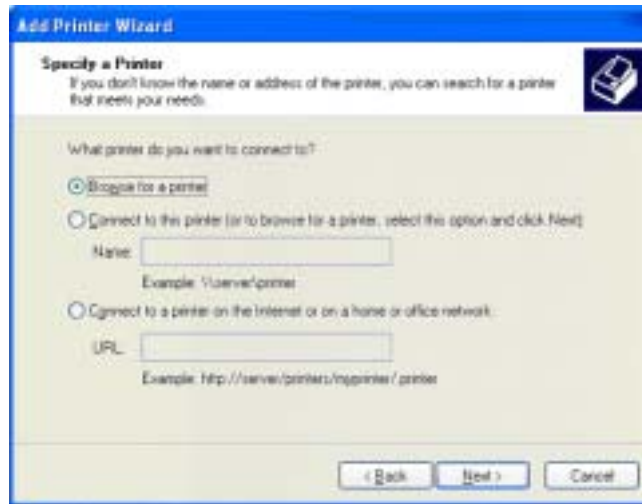 Add Printer Wizard
Specify a Printer
If you don't know the name or address of the printer, you can search for a printer
that meets your needs.
What printer do you want to connect to?
Browse for a printer
Connect to this printer (or to browse for a printer, select this option and click Next):
Name:
Example: \\server\printer
Connect to a printer on the Internet or on a home or office network:
URL:
Example: http://server/printers/myprinter/.printer
< Back
Next >
Cancel